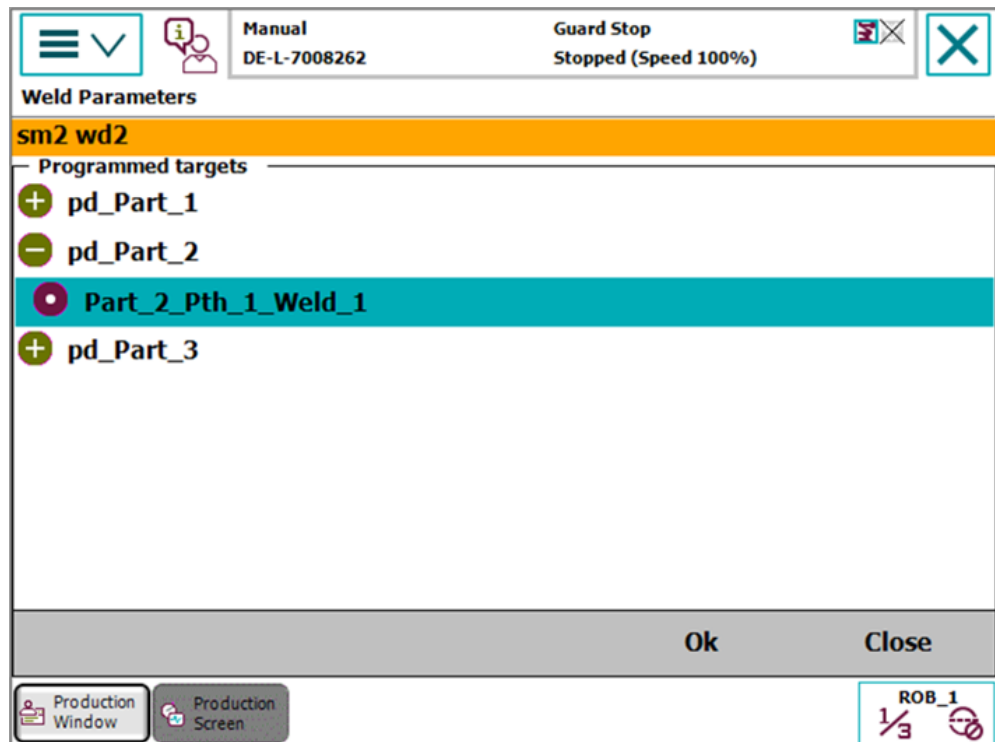 Manual
DE-L-7008262
Guard Stop
Stopped (Speed 100%)
Weld Parameters
sm2 wd2
Programmed targets
pd_Part_1
pd_Part_2
Part_2_Pth_1_Weld_1
pd_Part_3
Ok
Close
Production
Window
Production
Screen
ROB_1
1/3